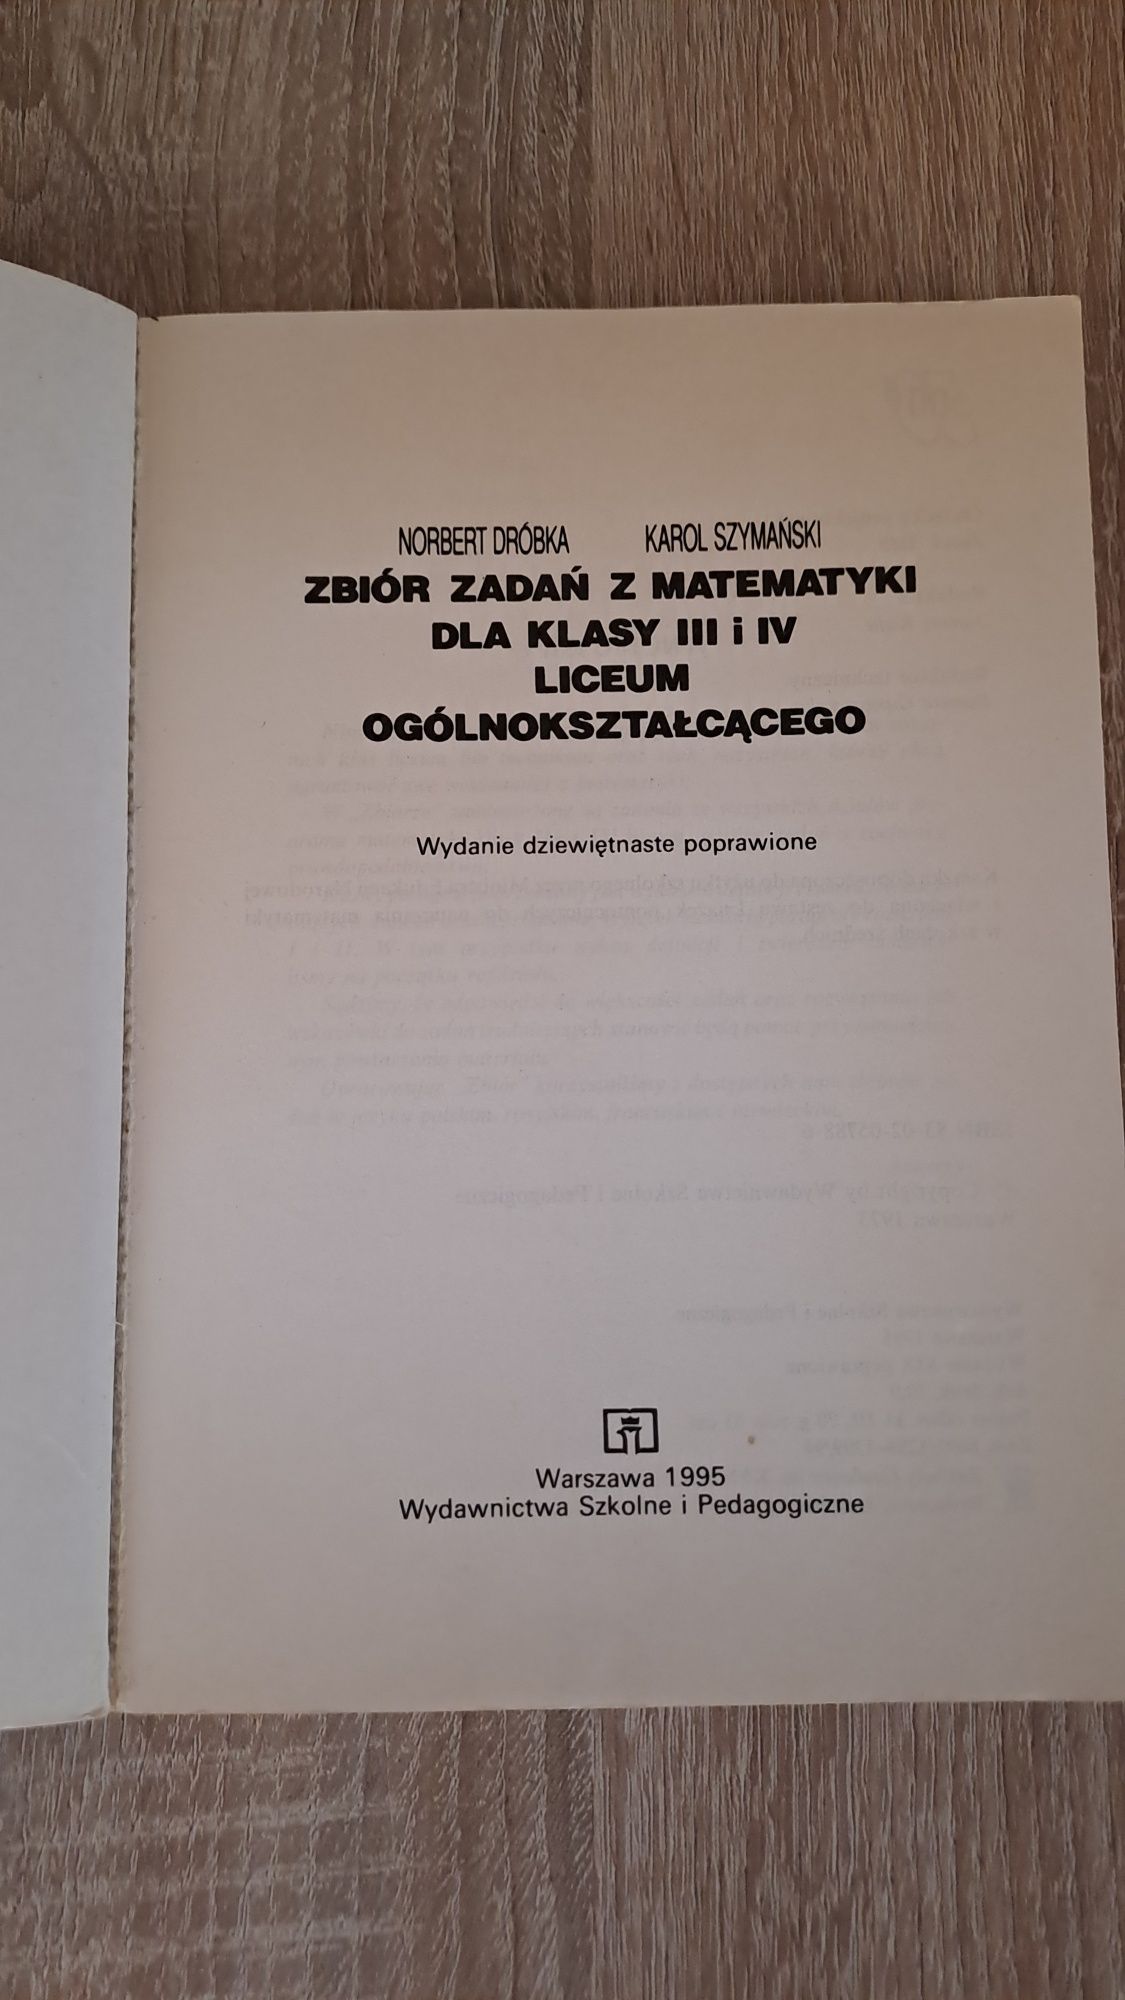 NORBERT DRÓBKA KAROL SZYMAŃSKI
ZBIÓR ZADAŃ Z MATEMATYKI
DLA KLASY III i IV
LICEUM
OGÓLNOKSZTAŁCĄCEGO
Wydanie dziewiętnaste poprawione
Warszawa 1995
Wydawnictwa Szkolne i Pedagogiczne